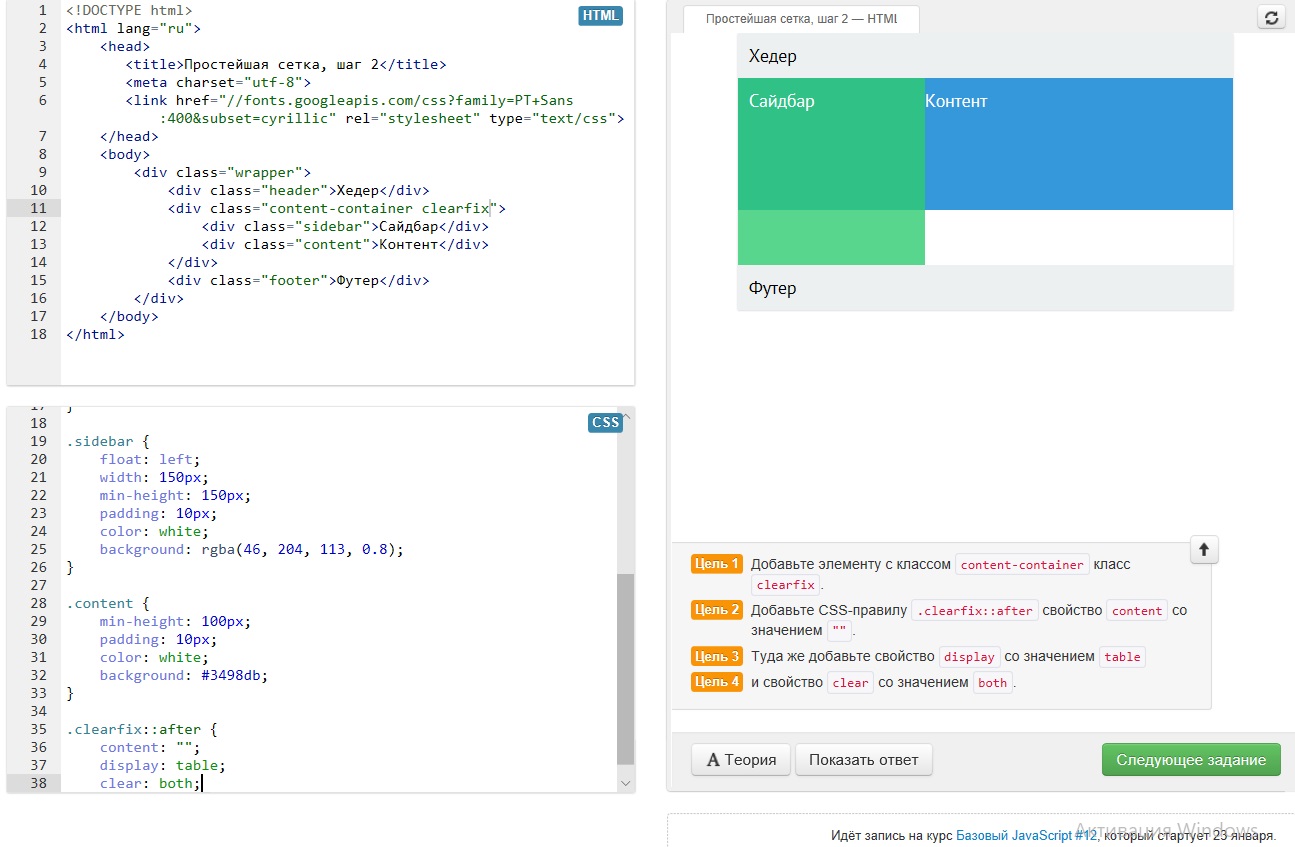 1 <!DOCTYPE html>
HTML
2 <html lang="ru">
3 <head>
4 <title>Простейшая сетка, шаг 2</title>
5 <meta charset="utf-8">
6 <link href="//fonts.googleapis.com/css?family=PT+Sans
:400&subset=cyrillic" rel="stylesheet" type="text/css">
7 </head>
8 <body>
9 <div class="wrapper">
10 <div class="header">Хедер</div>
11 <div class="content-container clearfix">
12 <div class="sidebar">Сайдбар</div>
13 <div class="content">Контент</div>
14 </div>
15 <div class="footer">Футер</div>
16 </div>
17 </body>
18 </html>
17 }
18
CSS
19 .sidebar {
20 float: left;
21 width: 150px;
22 min-height: 150px;
23 padding: 10px;
24 color: white;
25 background: rgba(46, 204, 113, 0.8);
26 }
27
28 .content {
29 min-height: 100px;
30 padding: 10px;
31 color: white;
32 background: #3498db;
33 }
34
35 .clearfix::after {
36 content: "";
37 display: table;
38 clear: both;
Простейшая сетка, шаг 2 — HTML
Хедер
Сайдбар
Контент
Футер
Цель 1 Добавьте элементу с классом content-container класс
clearfix .
Цель 2 Добавьте CSS-правилу .clearfix::after свойство content со
значением "" .
Цель 3 Туда же добавьте свойство display со значением table
Цель 4 и свойство clear со значением both .
A Теория
Показать ответ
Следующее задание
Активация Windows
Идёт запись на курс Базовый JavaScript #12, который стартует 23 января.